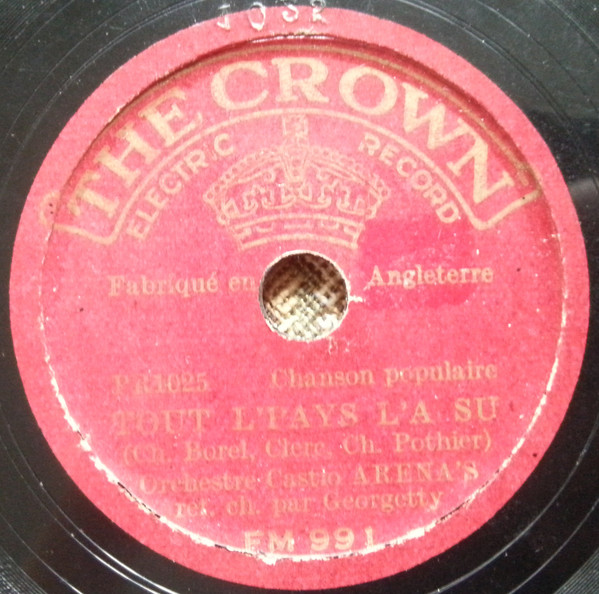 THE CROWN
ELECTRIC RECORD
Fabriqué en Angleterre
Chanson populaire
TOUT L'PAYS L'A SU
(Ch. Borel, Clerc, Ch. Pothier)
Orchestre Castio ARENA'S
ref. ch. par Georgetty
EM 991